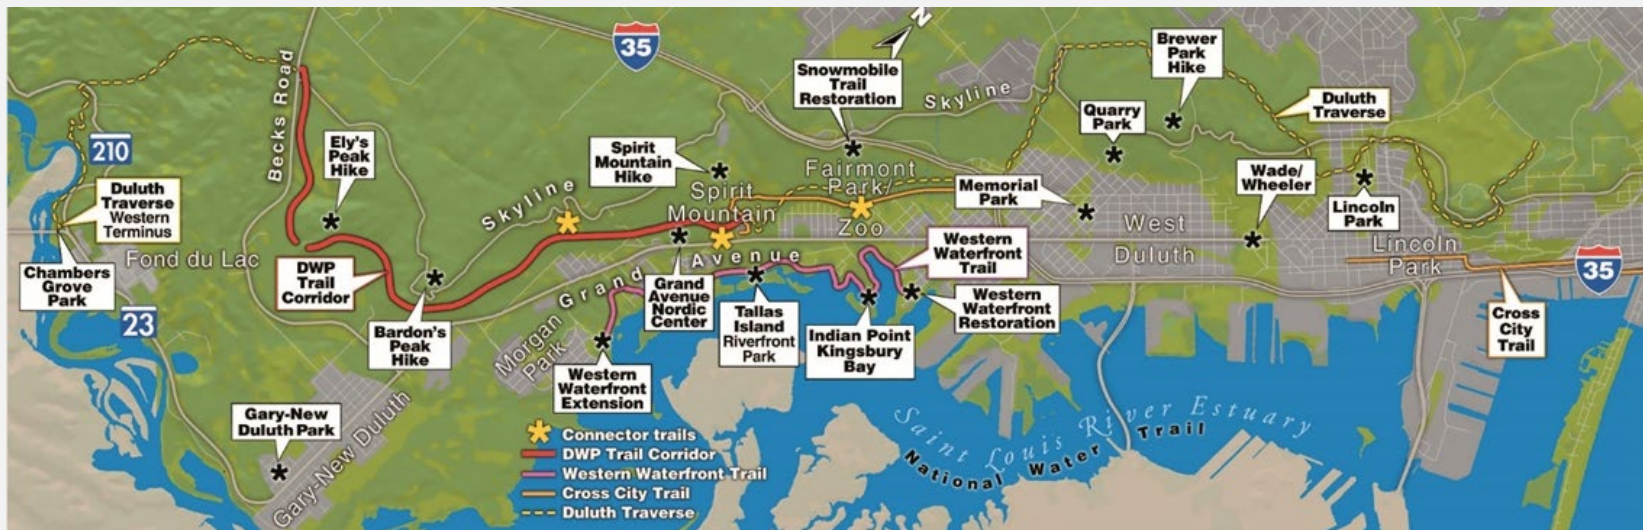 N
35
Becks Road
210
Ely's
Peak
Hike
Spirit
Mountain
Hike
Snowmobile
Trail
Restoration
Skyline
Brewer
Park
Hike
Quarry
Park
Duluth
Traverse
Duluth
Traverse
Western
Terminus
Skyline
Spirit
Mountain
Fairmont
Park/
Zoo
Memorial
Park
West
Duluth
Wade/
Wheeler
Lincoln
Park
Lincoln
Park
35
Chambers
Grove
Park
Fond du Lac
DWP
Trail
Corridor
Bardon's
Peak
Hike
23
Grand Avenue
Morgan
Park
Grand
Avenue
Nordic
Center
Tallas
Island
Riverfront
Park
Indian Point
Kingsbury
Bay
Western
Waterfront
Trail
Western
Waterfront
Restoration
Cross
City
Trail
Western
Waterfront
Extension
Gary-New
Duluth Park
Gary-New Duluth
Saint Louis River Estuary
National Water Trail
Connector trails
DWP Trail Corridor
Western Waterfront Trail
Cross City Trail
Duluth Traverse